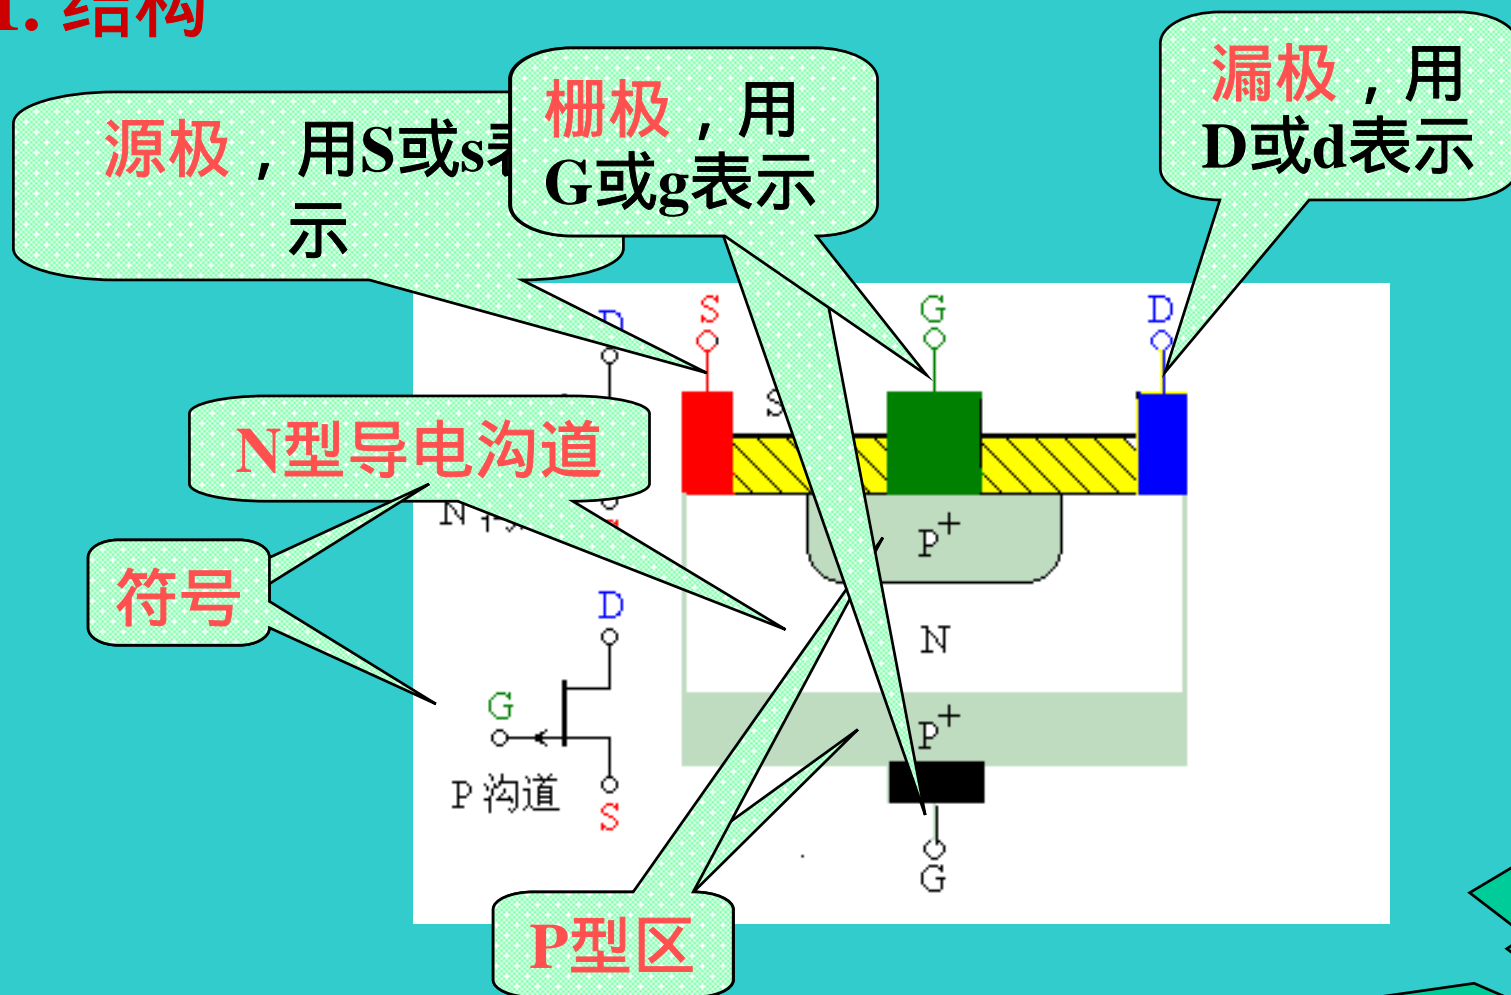 1. 结构
源极，用S或s表
示
栅极，用
G或g表示
漏极，用
D或d表示
D
S
G
D
N型导电沟道
N 沟
符号
P+
N
P+
D
G
S
P 沟道
G
P型区